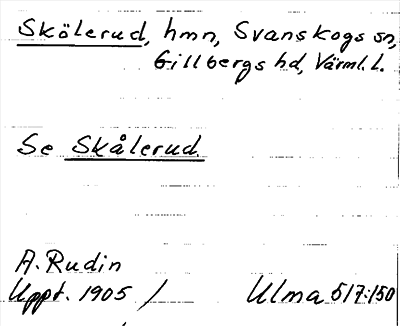 Skölerud, hmn, Svanskogs sn,
Gillbergs hd, Värml. l.
Se Skålerud.
A. Rudin
Uppt. 1905 / Ulma 517:150